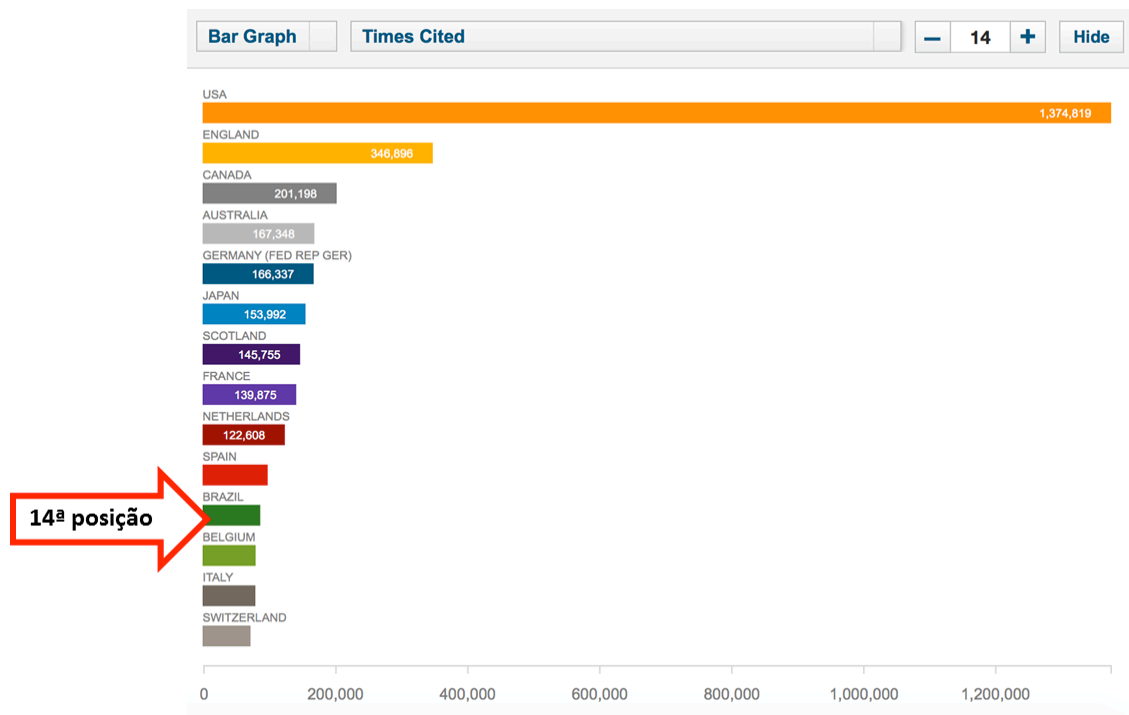 Bar Graph Times Cited – 14 + Hide
USA
1,374,819
ENGLAND
346,896
CANADA
201,198
AUSTRALIA
167,348
GERMANY (FED REP GER)
166,337
JAPAN
153,992
SCOTLAND
145,755
FRANCE
139,875
NETHERLANDS
122,608
SPAIN
BRAZIL
14ª posição
BELGIUM
ITALY
SWITZERLAND
0 200,000 400,000 600,000 800,000 1,000,000 1,200,000